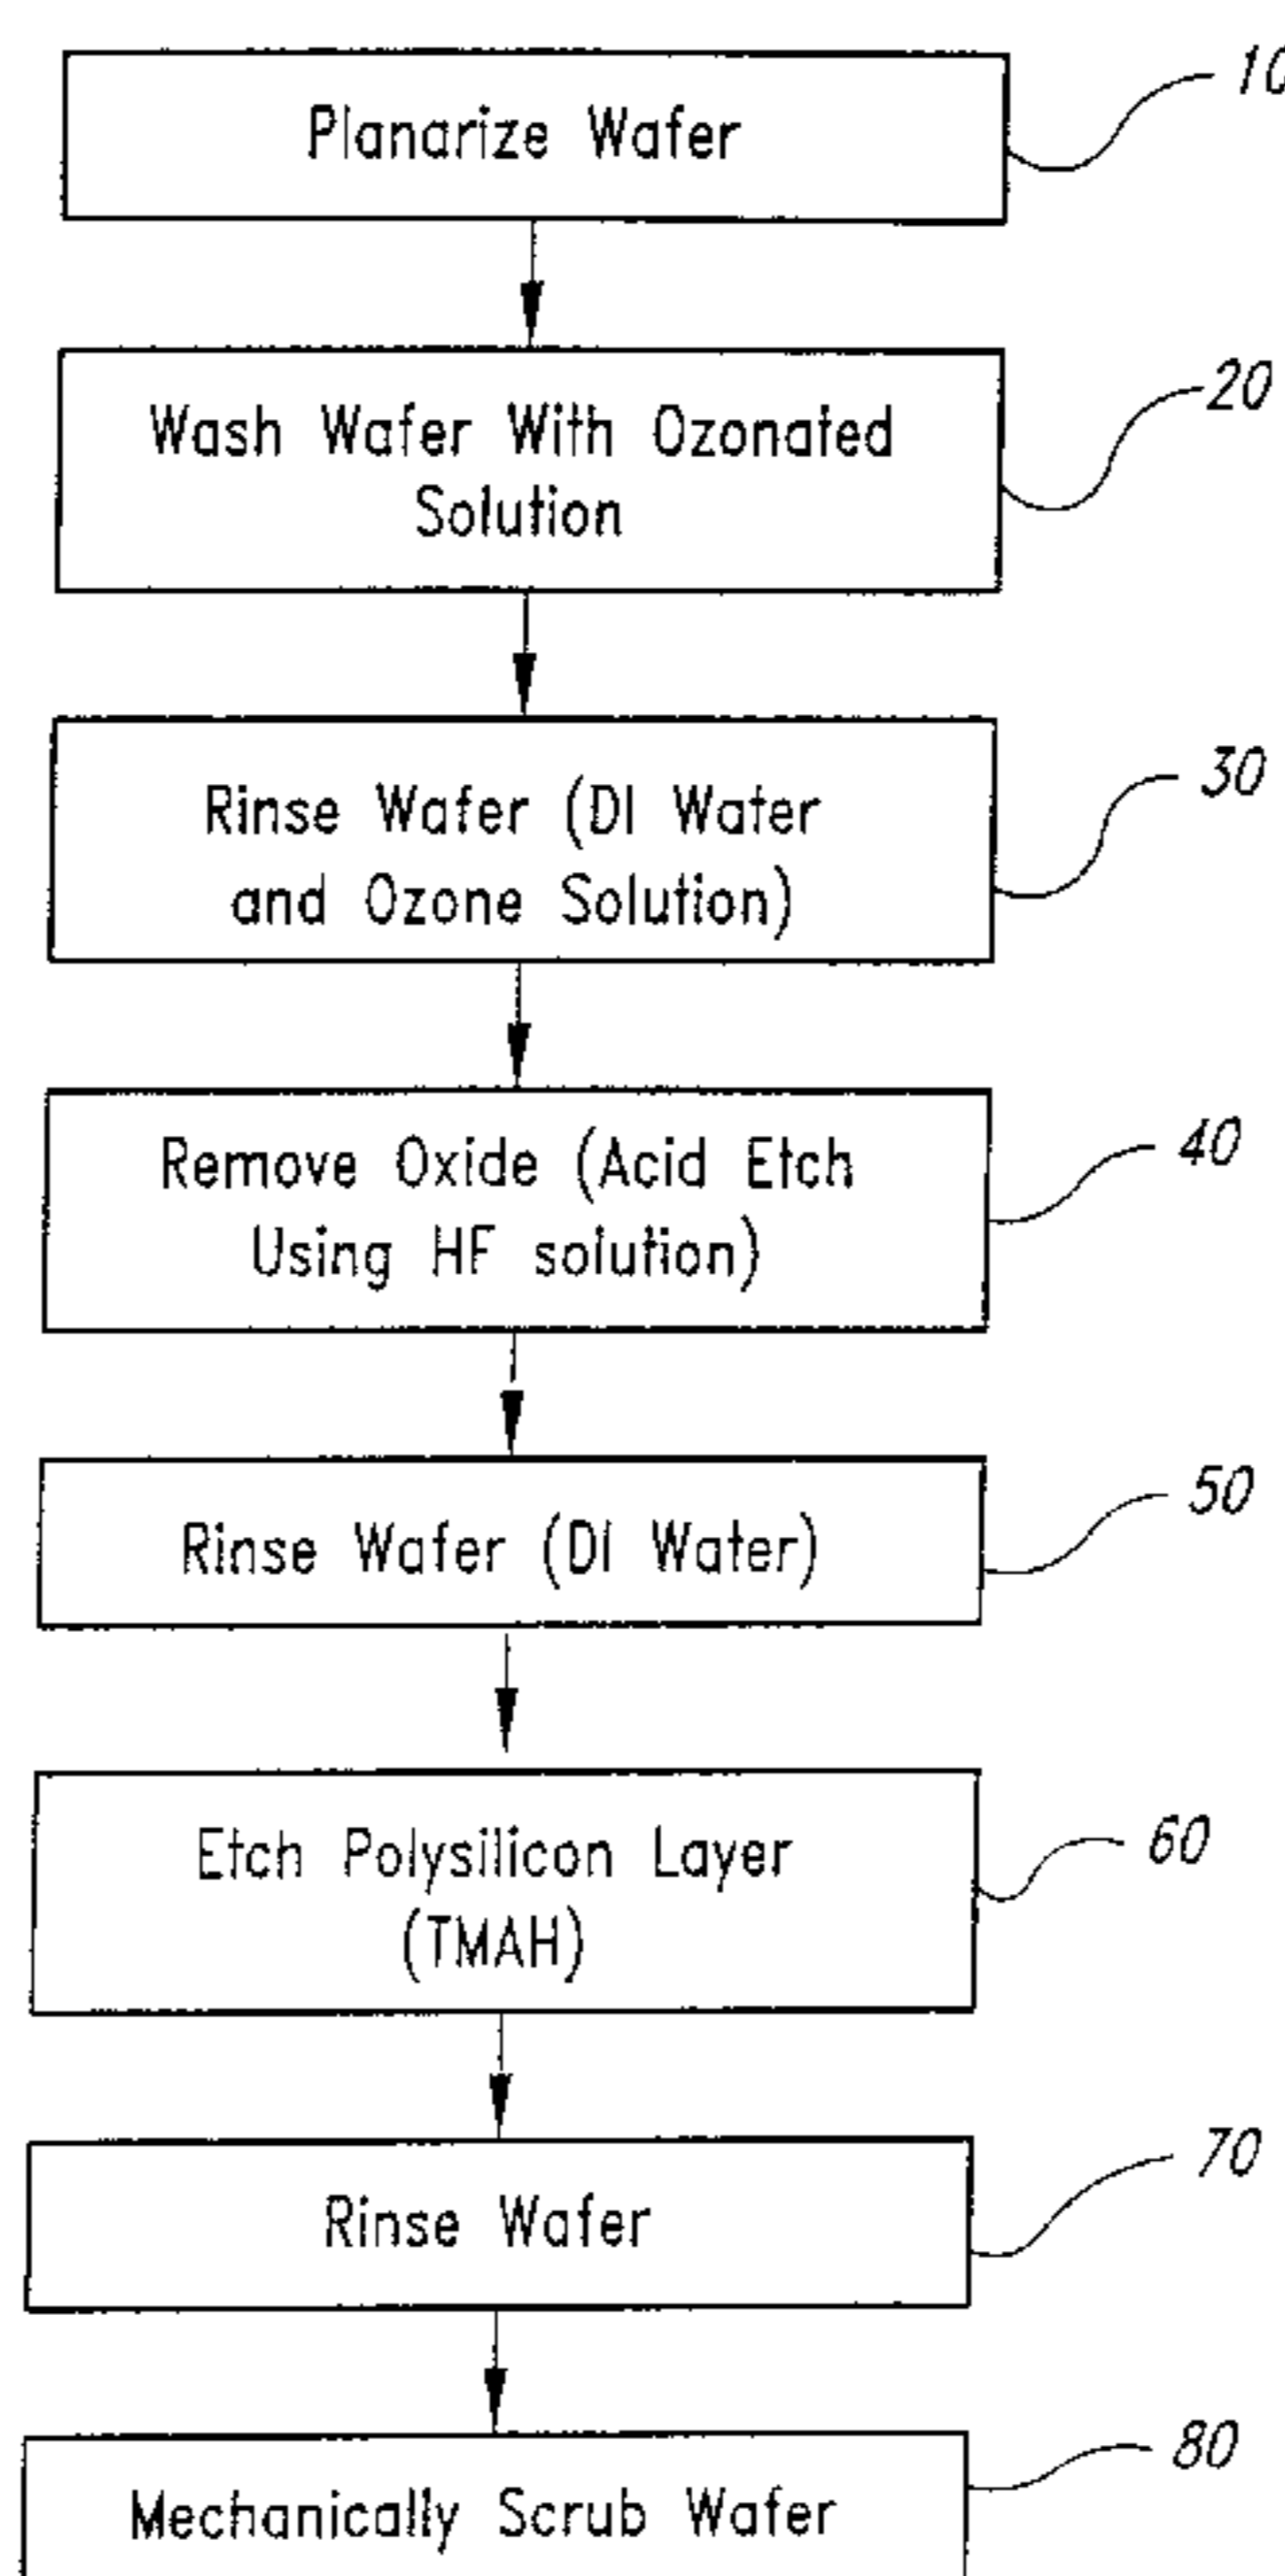 Planarize Wafer
10
Wash Wafer With Ozonated
Solution
20
Rinse Wafer (DI Water
and Ozone Solution)
30
Remove Oxide (Acid Etch
Using HF solution)
40
Rinse Wafer (DI Water)
50
Etch Polysilicon Layer
(TMAH)
60
Rinse Wafer
70
Mechanically Scrub Wafer
80